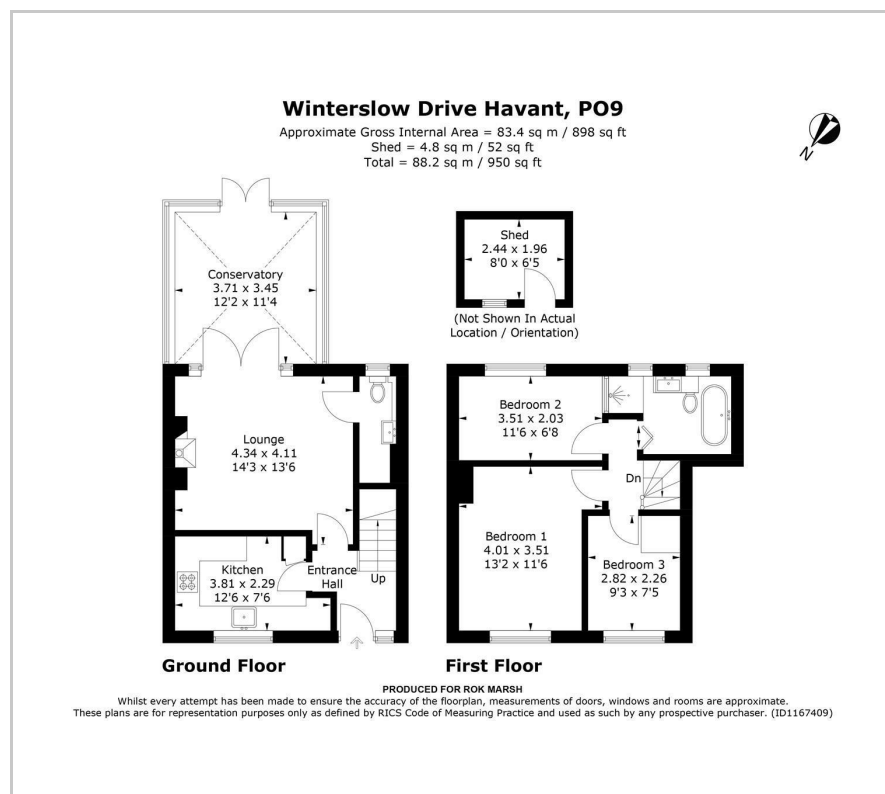 Winterslow Drive Havant, PO9
Approximate Gross Internal Area = 83.4 sq m / 898 sq ft
Shed = 4.8 sq m / 52 sq ft
Total = 88.2 sq m / 950 sq ft
N
Conservatory
3.71 x 3.45
12'2 x 11'4
Shed
2.44 x 1.96
8'0 x 6'5
(Not Shown In Actual
Location / Orientation)
Lounge
4.34 x 4.11
14'3 x 13'6
Kitchen
3.81 x 2.29
12'6 x 7'6
Entrance
Hall
Up
Ground Floor
Bedroom 2
3.51 x 2.03
11'6 x 6'8
Dn
Bedroom 1
4.01 x 3.51
13'2 x 11'6
Bedroom 3
2.82 x 2.26
9'3 x 7'5
First Floor
PRODUCED FOR ROK MARSH
Whilst every attempt has been made to ensure the accuracy of the floorplan, measurements of doors, windows and rooms are approximate.
These plans are for representation purposes only as defined by RICS Code of Measuring Practice and used as such by any prospective purchaser. (ID1167409)